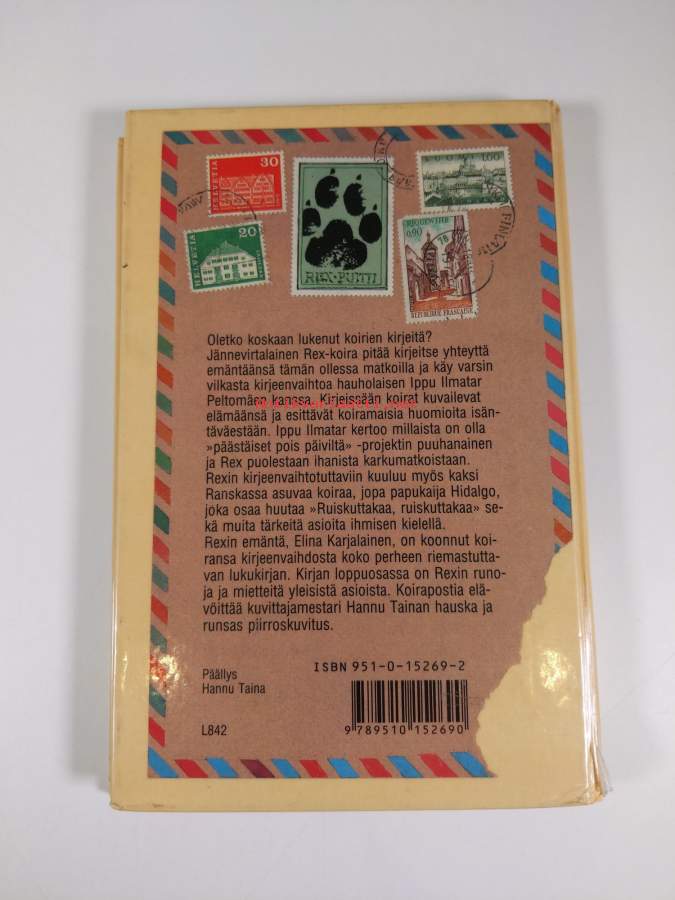 30
HELVETIA
20
HELVETIA
REX·PUTTI
SUOMI 1.00
FINLAND
RIQUEWIHR
0,90
REPUBLIQUE FRANÇAISE
Oletko koskaan lukenut koirien kirjeitä?
Jännevirtalainen Rex-koira pitää kirjeitse yhteyttä
emäntäänsä tämän ollessa matkoilla ja käy varsin
vilkasta kirjeenvaihtoa hauholaisen Ippu Ilmatar
Peltomäen kanssa. Kirjeissään koirat kuvailevat
elämäänsä ja esittävät koiramaisia huomioita isän-
täväestään. Ippu Ilmatar kertoo millaista on olla
»päästäiset pois päiviltä» -projektin puuhanainen
ja Rex puolestaan ihanista karkumatkoistaan.
Rexin kirjeenvaihtotuttaviin kuuluu myös kaksi
Ranskassa asuvaa koiraa, jopa papukaija Hidalgo,
joka osaa huutaa »Ruiskuttakaa, ruiskuttakaa» se-
kä muita tärkeitä asioita ihmisen kielellä.
Rexin emäntä, Elina Karjalainen, on koonnut koi-
ransa kirjeenvaihdosta koko perheen riemastutta-
van lukukirjan. Kirjan loppuosassa on Rexin runo-
ja ja mietteitä yleisistä asioista. Koirapostia elä-
vöittää kuvittajamestari Hannu Tainan hauska ja
runsas piirroskuvitus.
ISBN 951-0-15269-2
Päällys
Hannu Taina
L842
9 789510 152690